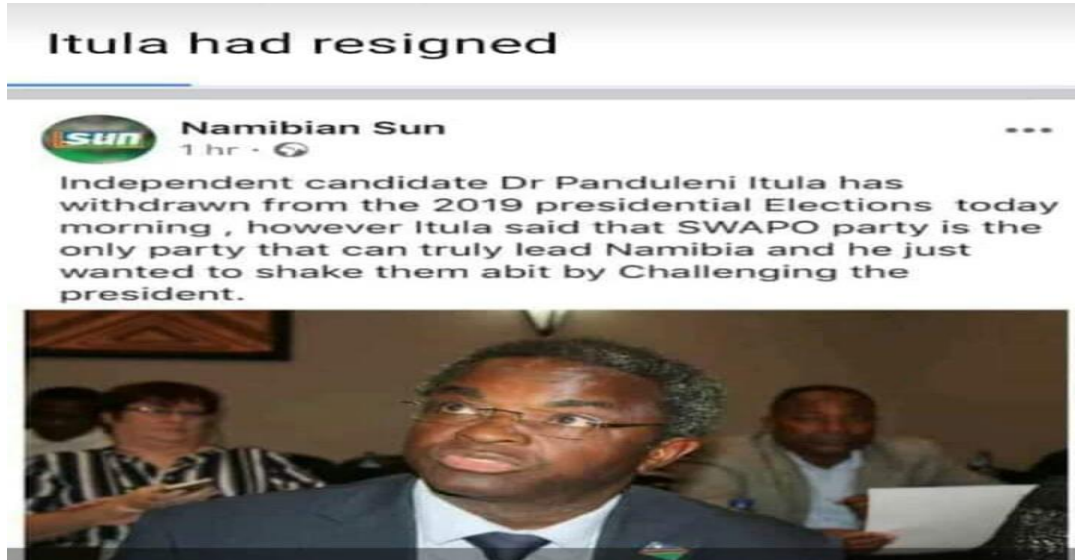 Itula had resigned
sun
Namibian Sun
1 hr ·
Independent candidate Dr Panduleni Itula has
withdrawn from the 2019 presidential Elections today
morning , however Itula said that SWAPO party is the
only party that can truly lead Namibia and he just
wanted to shake them abit by Challenging the
president.